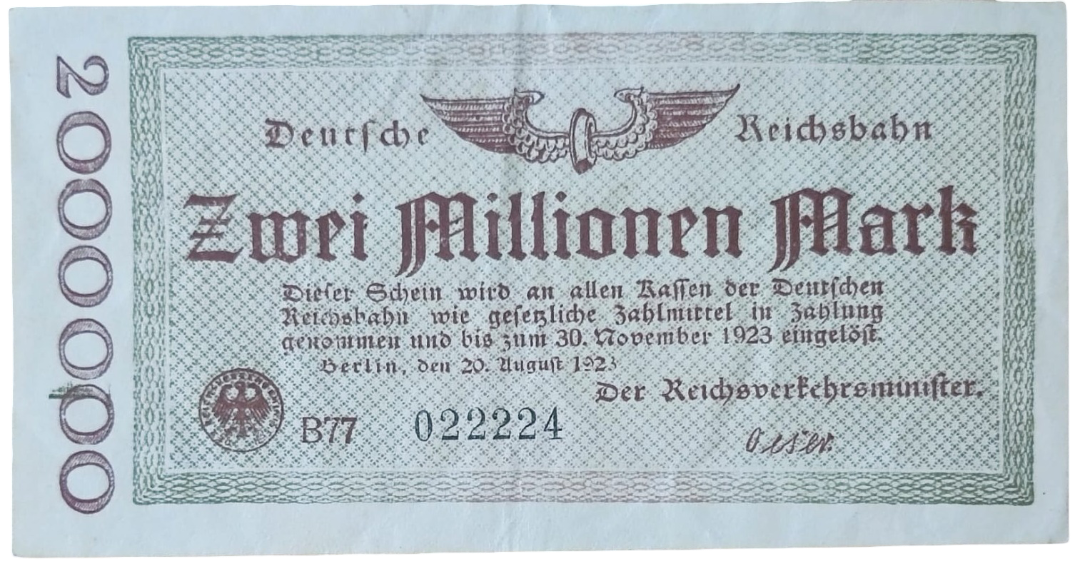 2000000
Deutſche Reichsbahn
Zwei Millionen Mark
Dieſer Schein wird an allen Kaſſen der Deutſchen
Reichsbahn wie geſetzliche Zahlmittel in Zahlung
genommen und bis zum 30. November 1923 eingelöſt.
Berlin, den 20. Auguſt 1923
Der Reichsverkehrsminiſter.
B77 022224
Oeser.